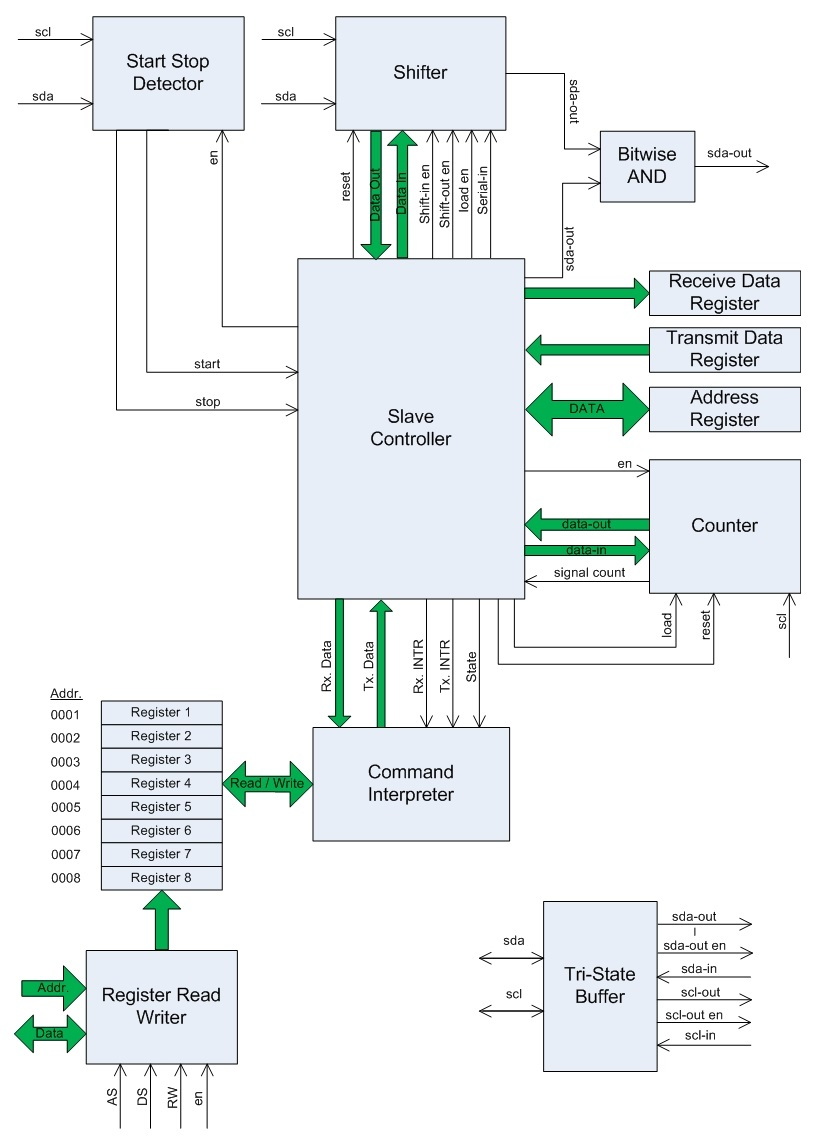 scl
sda
Start Stop
Detector
en
scl
sda
Shifter
sda-out
Bitwise
AND
sda-out
reset
Data Out
Data In
Shift-in en
Shift-out en
load en
Serial-in
sda-out
Receive Data
Register
Transmit Data
Register
DATA
Address
Register
start
stop
Slave
Controller
en
data-out
data-in
signal count
Counter
load
reset
scl
Rx. Data
Tx. Data
Rx. INTR
Tx. INTR
State
Addr.
0001 Register 1
0002 Register 2
0003 Register 3
0004 Register 4
0005 Register 5
0006 Register 6
0007 Register 7
0008 Register 8
Read / Write
Command
Interpreter
Addr.
Data
Register Read
Writer
AS
DS
RW
en
sda
scl
Tri-State
Buffer
sda-out
sda-out en
sda-in
scl-out
scl-out en
scl-in